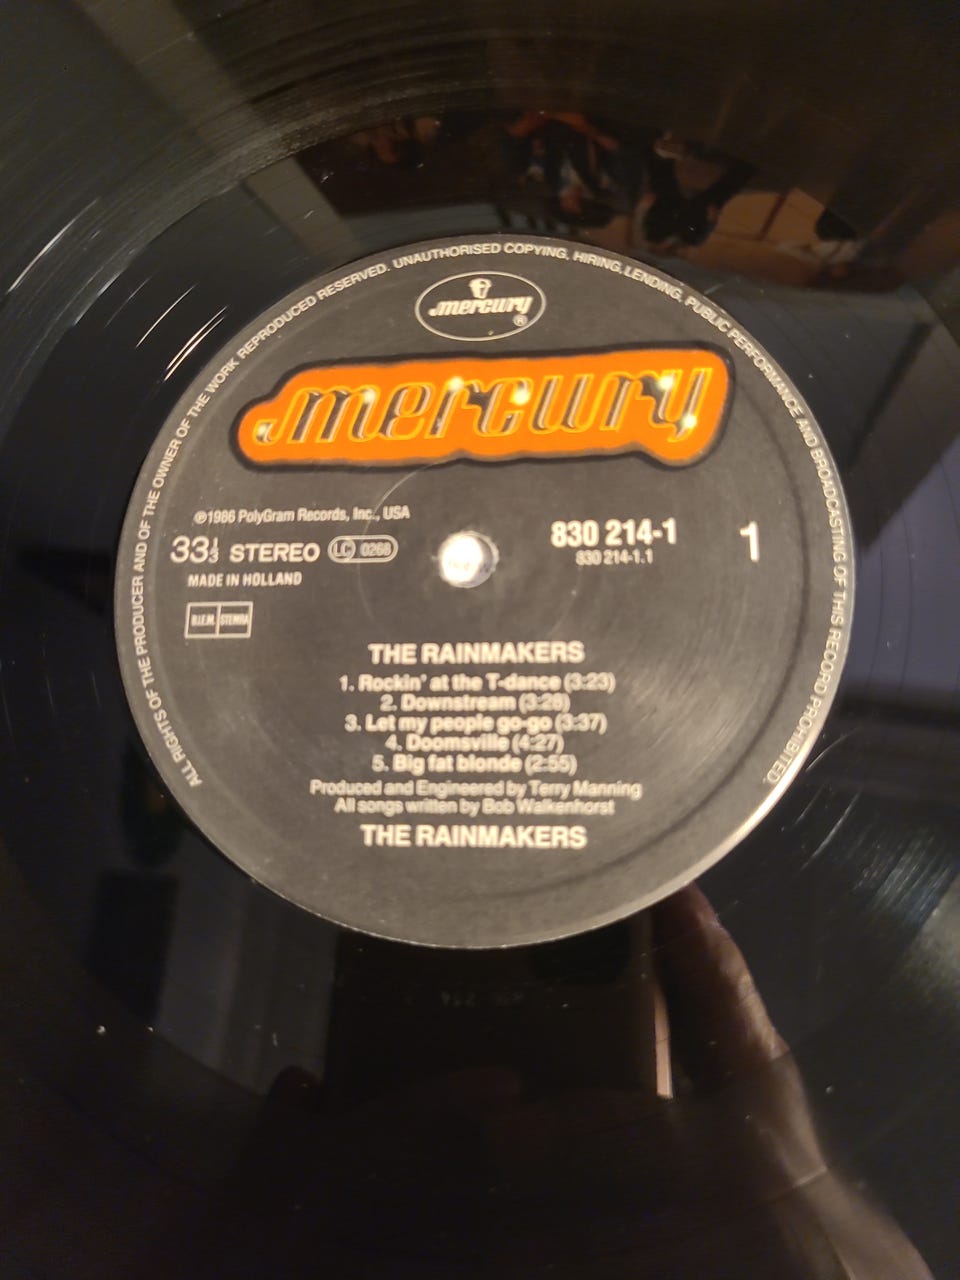 ALL RIGHTS OF THE PRODUCER AND OF THE OWNER OF THE WORK REPRODUCED RESERVED. UNAUTHORISED COPYING, HIRING, LENDING, PUBLIC PERFORMANCE AND BROADCASTING OF THIS RECORD PROHIBITED.
mercury
®
mercury
℗1986 PolyGram Records, Inc., USA
33⅓ STEREO LC 0268
MADE IN HOLLAND
B.I.E.M. STEMRA
830 214-1
830 214-1.1
1
THE RAINMAKERS
1. Rockin' at the T-dance (3:23)
2. Downstream (3:28)
3. Let my people go-go (3:37)
4. Doomsville (4:27)
5. Big fat blonde (2:55)
Produced and Engineered by Terry Manning
All songs written by Bob Walkenhorst
THE RAINMAKERS